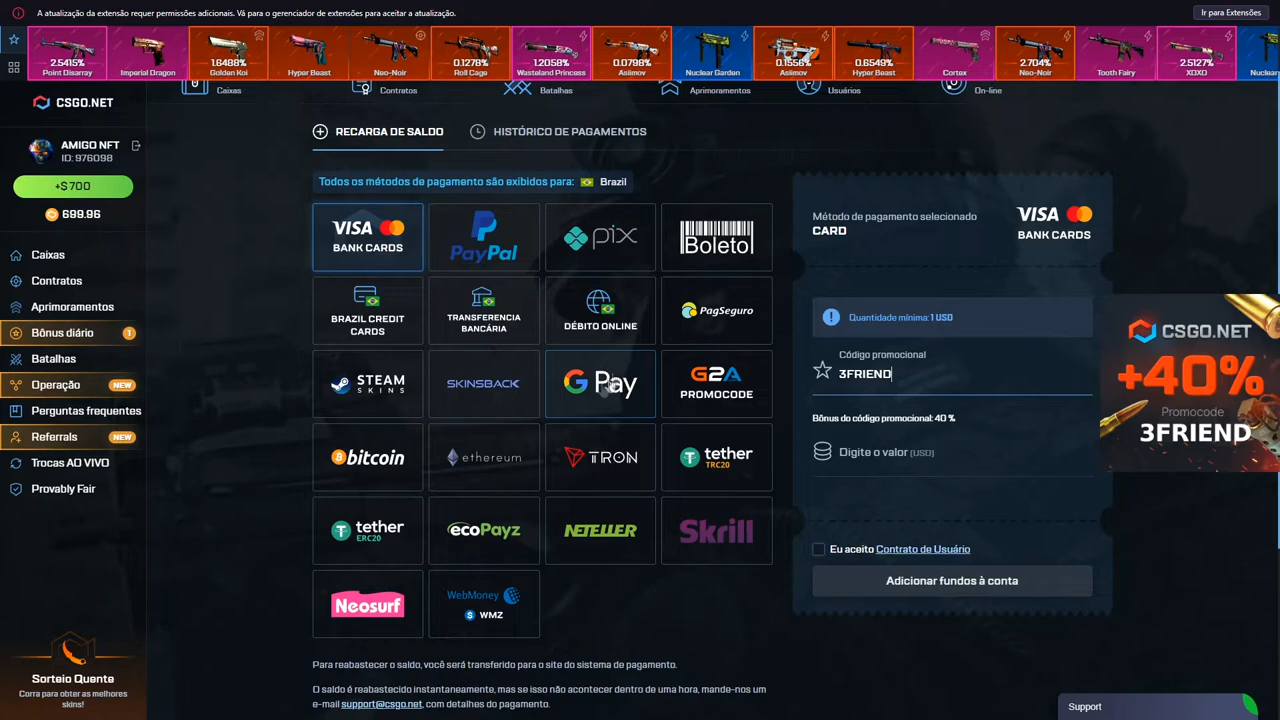 A atualização da extensão requer permissões adicionais. Vá para o gerenciador de extensões para aceitar a atualização.
Ir para Extensões
2.5415%
Point Disarray
Imperial Dragon
1.6488%
Golden Koi
Hyper Beast
Neo-Noir
0.1278%
Roll Cage
1.2058%
Wasteland Princess
0.0798%
Asiimov
Nuclear Garden
0.1556%
Asiimov
0.6549%
Hyper Beast
Cortex
2.704%
Neo-Noir
Tooth Fairy
2.5127%
XOXO
Nucle
CSGO.NET
Caixas
Contratos
Batalhas
Aprimoramentos
Usuários
On-line
AMIGO NFT
ID: 976098
+$ 700
699.96
Caixas
Contratos
Aprimoramentos
Bônus diário 1
Batalhas
Operação NEW
Perguntas frequentes
Referrals NEW
Trocas AO VIVO
Provably Fair
Sorteio Quente
Corra para obter as melhores
skins!
RECARGA DE SALDO
HISTÓRICO DE PAGAMENTOS
Todos os métodos de pagamento são exibidos para: Brazil
VISA
BANK CARDS
PayPal
pix
Boleto
BRAZIL CREDIT
CARDS
TRANSFERENCIA
BANCÁRIA
DÉBITO ONLINE
PagSeguro
STEAM
SKINS
SKINSBACK
G Pay
G2A
PROMOCODE
bitcoin
ethereum
TRON
tether
TRC20
tether
ERC20
ecoPayz
NETELLER
Skrill
Neosurf
WebMoney
WMZ
Para reabastecer o saldo, você será transferido para o site do sistema de pagamento.
O saldo é reabastecido instantaneamente, mas se isso não acontecer dentro de uma hora, mande-nos um
e-mail support@csgo.net, com detalhes do pagamento.
Método de pagamento selecionado
CARD
VISA
BANK CARDS
Quantidade mínima: 1 USD
Código promocional
3FRIEND
Bônus do código promocional: 40 %
Digite o valor (USD)
Eu aceito Contrato de Usuário
Adicionar fundos à conta
CSGO.NET
+40%
Promocode
3FRIEND
Support